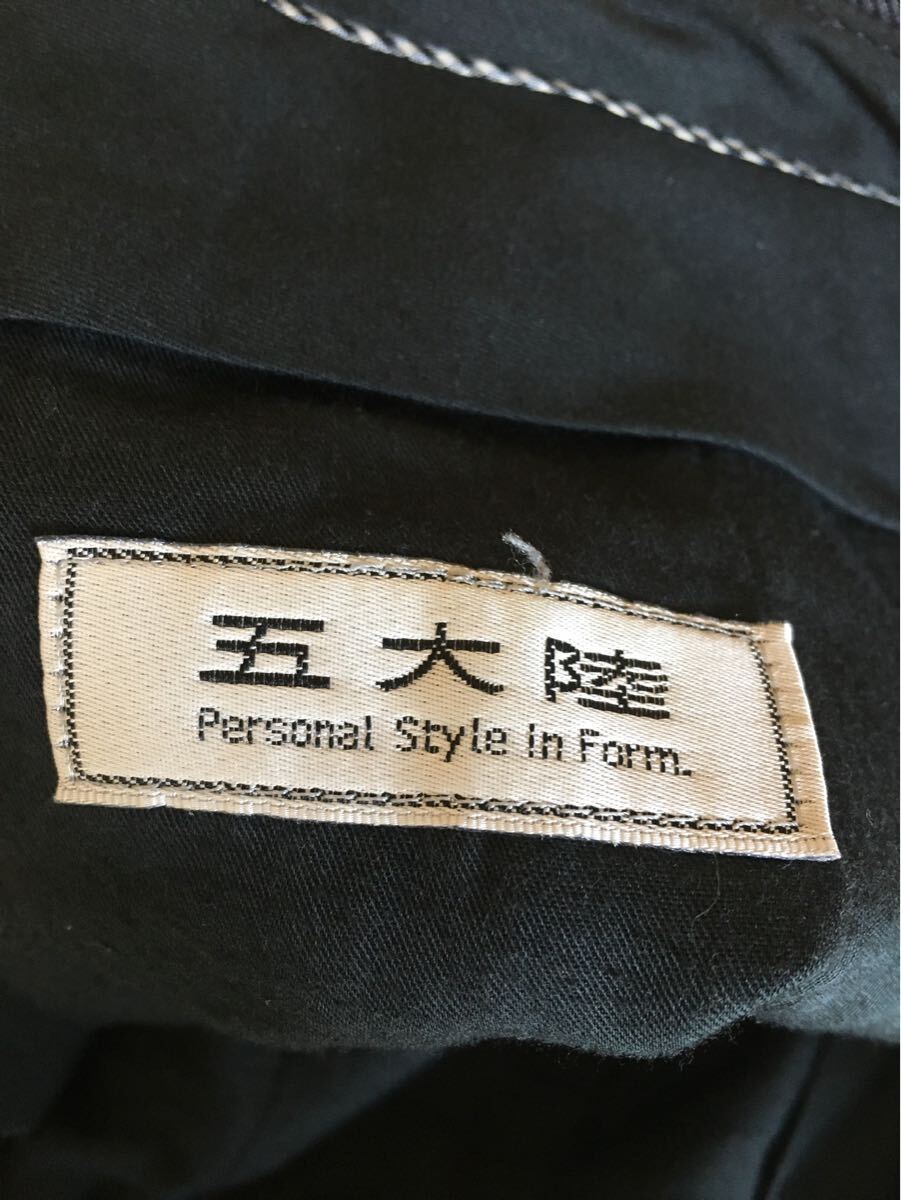 五大陸
Personal Style in Form.